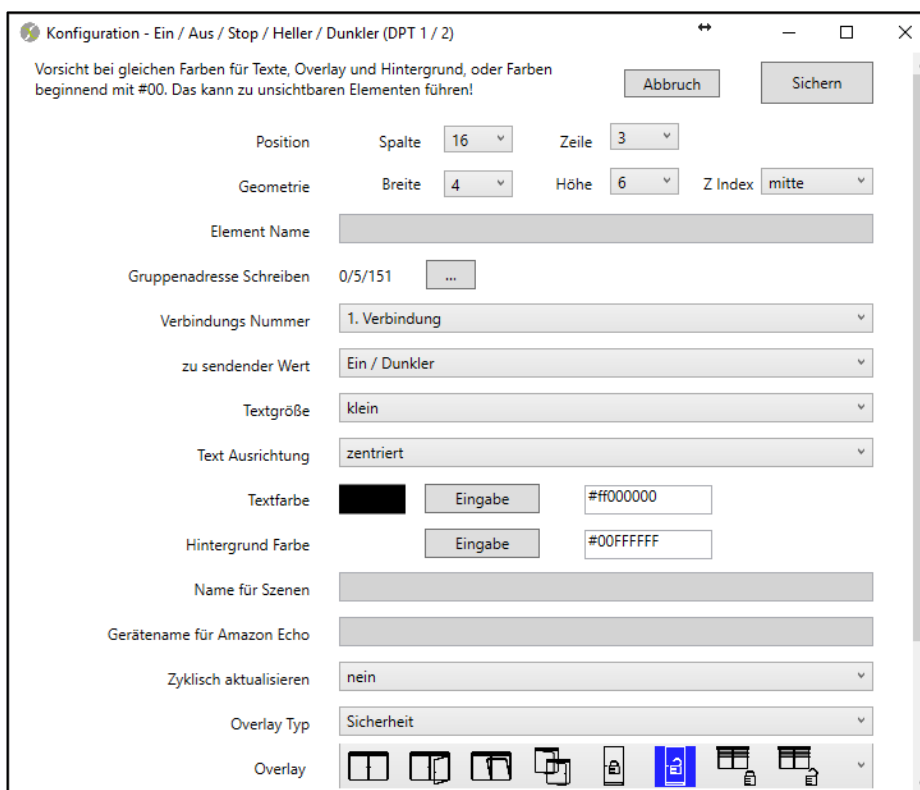 Konfiguration - Ein / Aus / Stop / Heller / Dunkler (DPT 1 / 2)
Vorsicht bei gleichen Farben für Texte, Overlay und Hintergrund, oder Farben
beginnend mit #00. Das kann zu unsichtbaren Elementen führen!
Abbruch Sichern
Position Spalte 16 Zeile 3
Geometrie Breite 4 Höhe 6 Z Index mitte
Element Name
Gruppenadresse Schreiben 0/5/151 ...
Verbindungs Nummer 1. Verbindung
zu sendender Wert Ein / Dunkler
Textgröße klein
Text Ausrichtung zentriert
Textfarbe Eingabe #ff000000
Hintergrund Farbe Eingabe #00FFFFFF
Name für Szenen
Gerätename für Amazon Echo
Zyklisch aktualisieren nein
Overlay Typ Sicherheit
Overlay